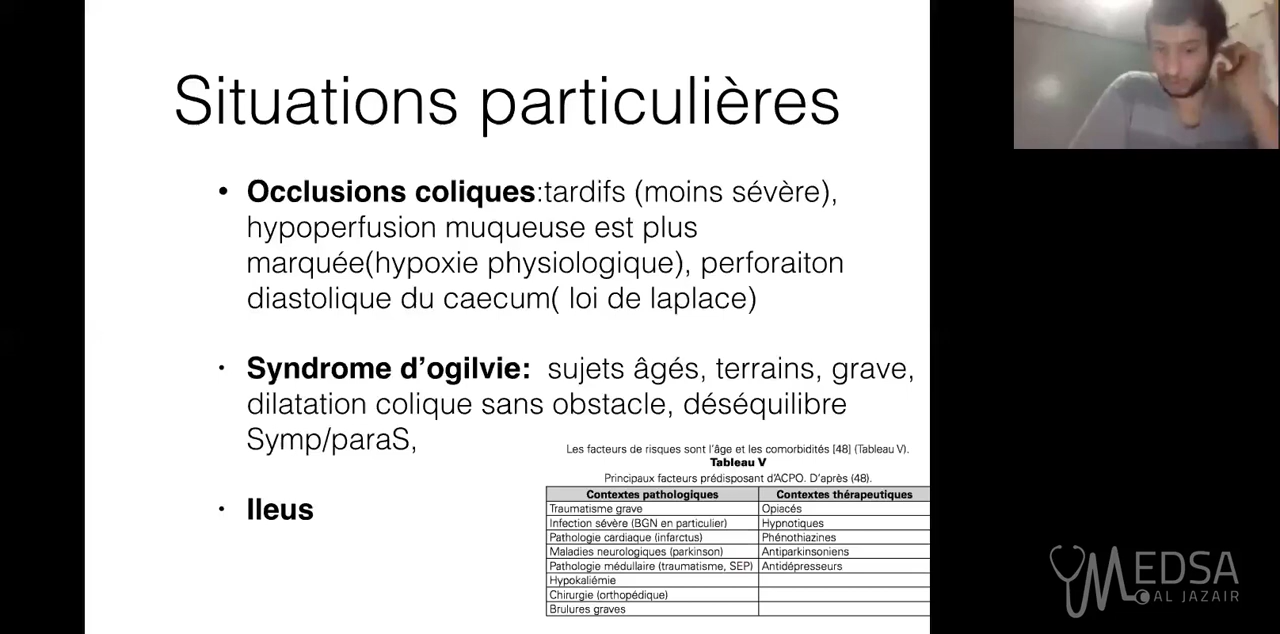 Situations particulières
• Occlusions coliques:tardifs (moins sévère),
hypoperfusion muqueuse est plus
marquée(hypoxie physiologique), perforaiton
diastolique du caecum( loi de laplace)
• Syndrome d’ogilvie: sujets âgés, terrains, grave,
dilatation colique sans obstacle, déséquilibre
Symp/paraS,
• Ileus
Les facteurs de risques sont l’âge et les comorbidités [48] (Tableau V).
Tableau V
Principaux facteurs prédisposant d’ACPO. D’après (48).
Contextes pathologiques Contextes thérapeutiques
Traumatisme grave Opiacés
Infection sévère (BGN en particulier) Hypnotiques
Pathologie cardiaque (infarctus) Phénothiazines
Maladies neurologiques (parkinson) Antiparkinsoniens
Pathologie médullaire (traumatisme, SEP) Antidépresseurs
Hypokaliémie
Chirurgie (orthopédique)
Brulures graves
MEDSA
AL JAZAIR